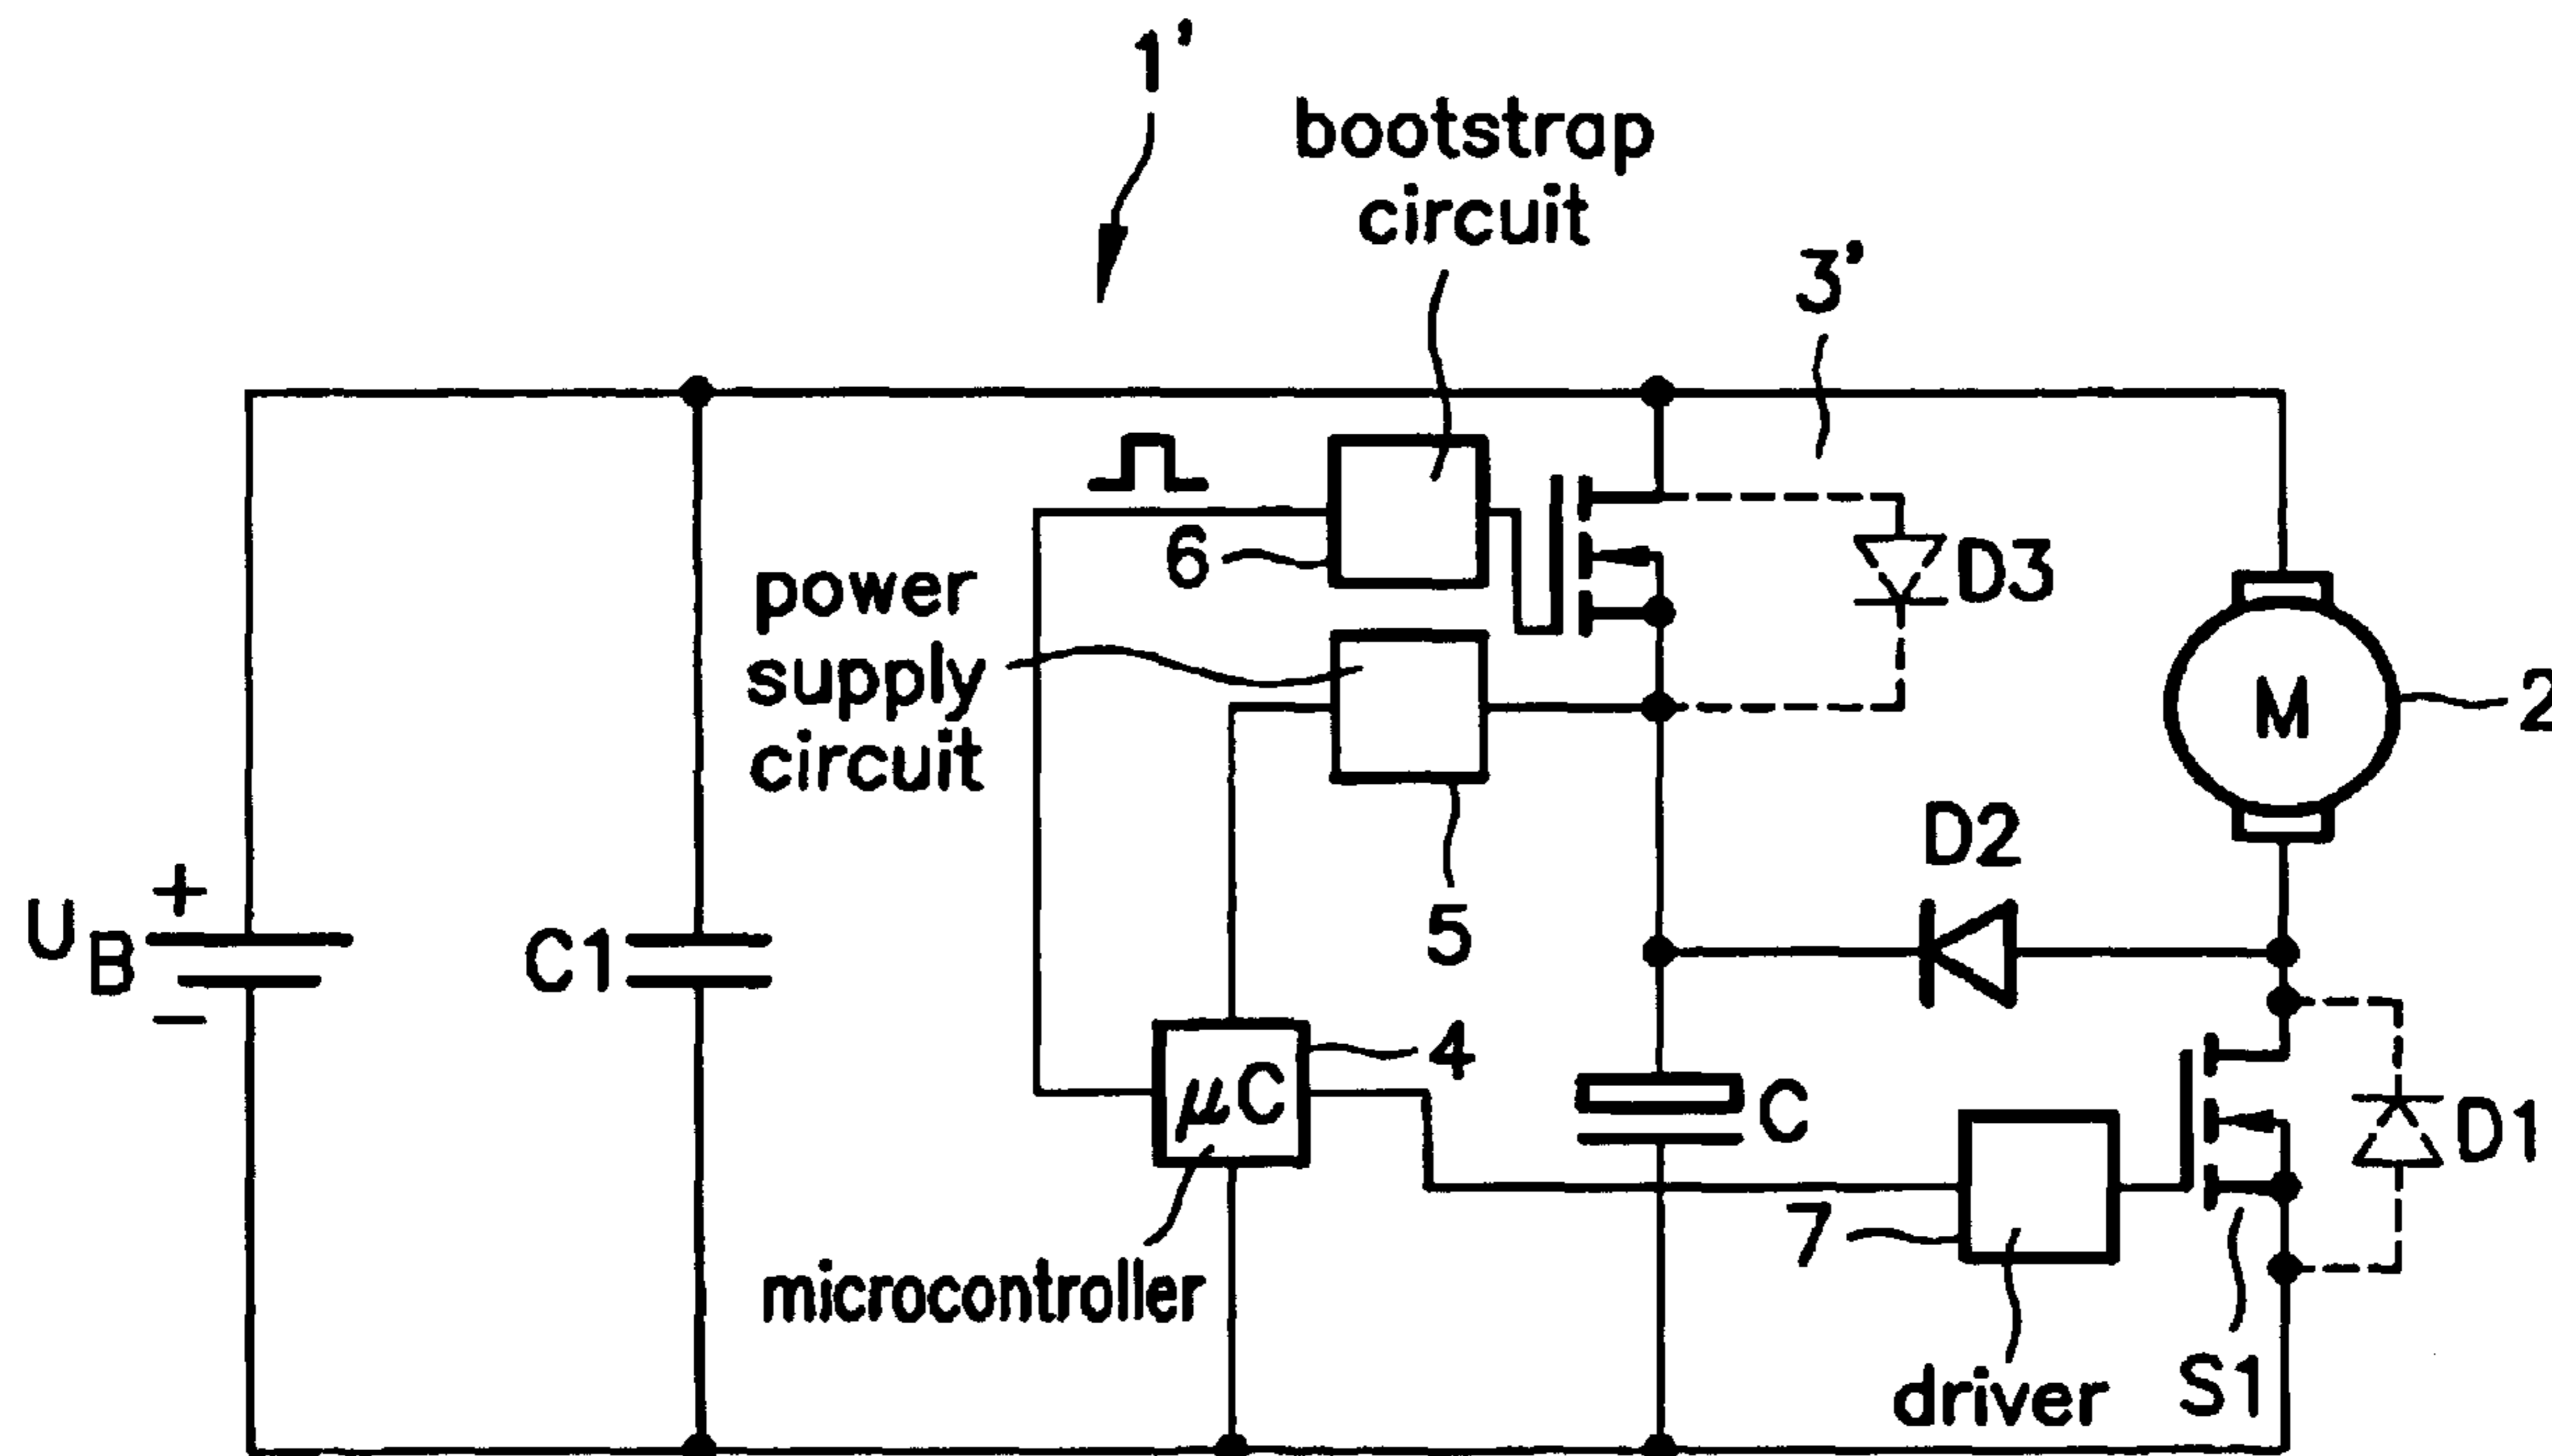 1'
bootstrap
circuit
3'
6
D3
power
supply
circuit
M
2
D2
5
+
U B
−
C1
4
μC
C
D1
7
microcontroller
driver
S1